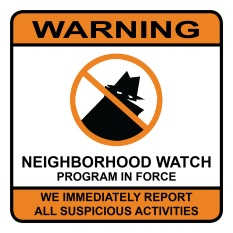 WARNING
NEIGHBORHOOD WATCH
PROGRAM IN FORCE
WE IMMEDIATELY REPORT
ALL SUSPICIOUS ACTIVITIES